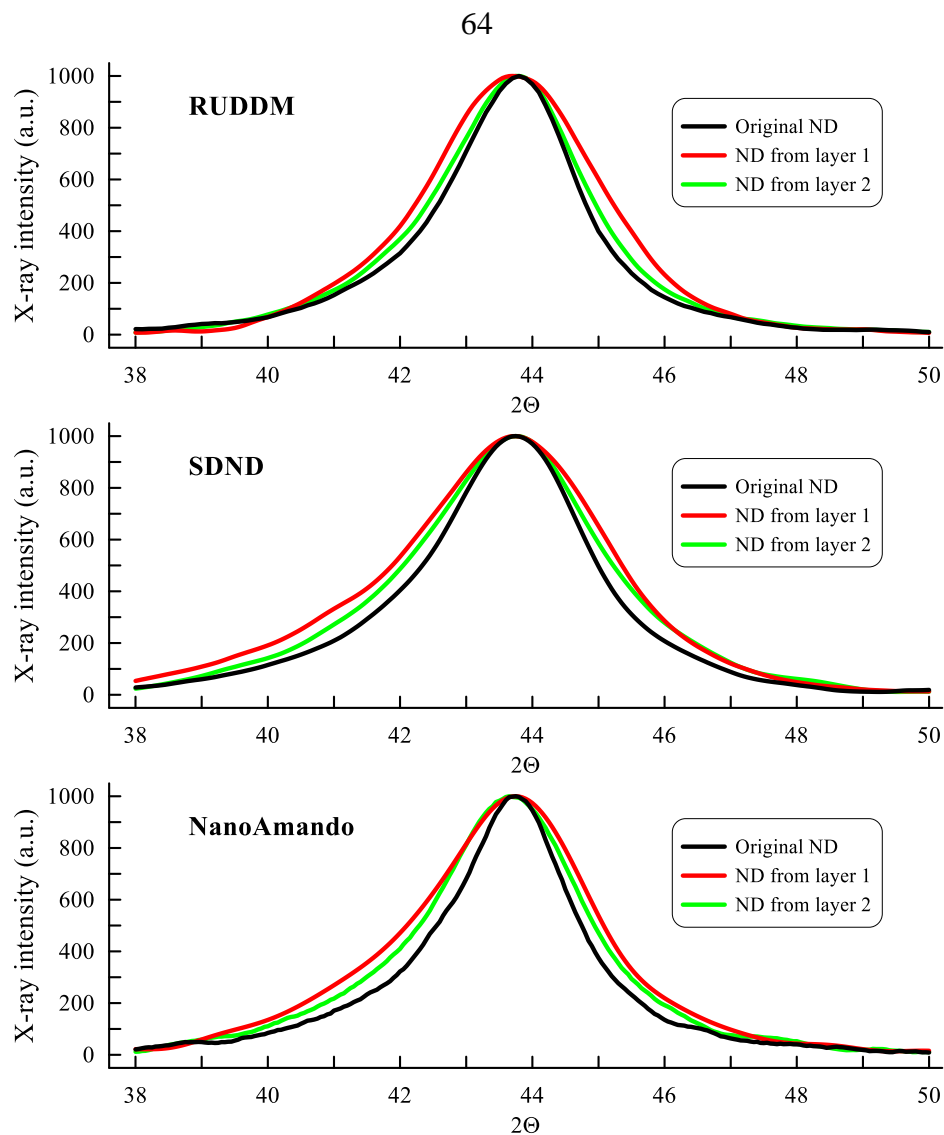 64
X-ray intensity (a.u.)
1000
800
600
400
200
0
RUDDM
Original ND
ND from layer 1
ND from layer 2
38 40 42 44 46 48 50
2Θ
X-ray intensity (a.u.)
1000
800
600
400
200
0
SDND
Original ND
ND from layer 1
ND from layer 2
38 40 42 44 46 48 50
2Θ
X-ray intensity (a.u.)
1000
800
600
400
200
0
NanoAmando
Original ND
ND from layer 1
ND from layer 2
38 40 42 44 46 48 50
2Θ